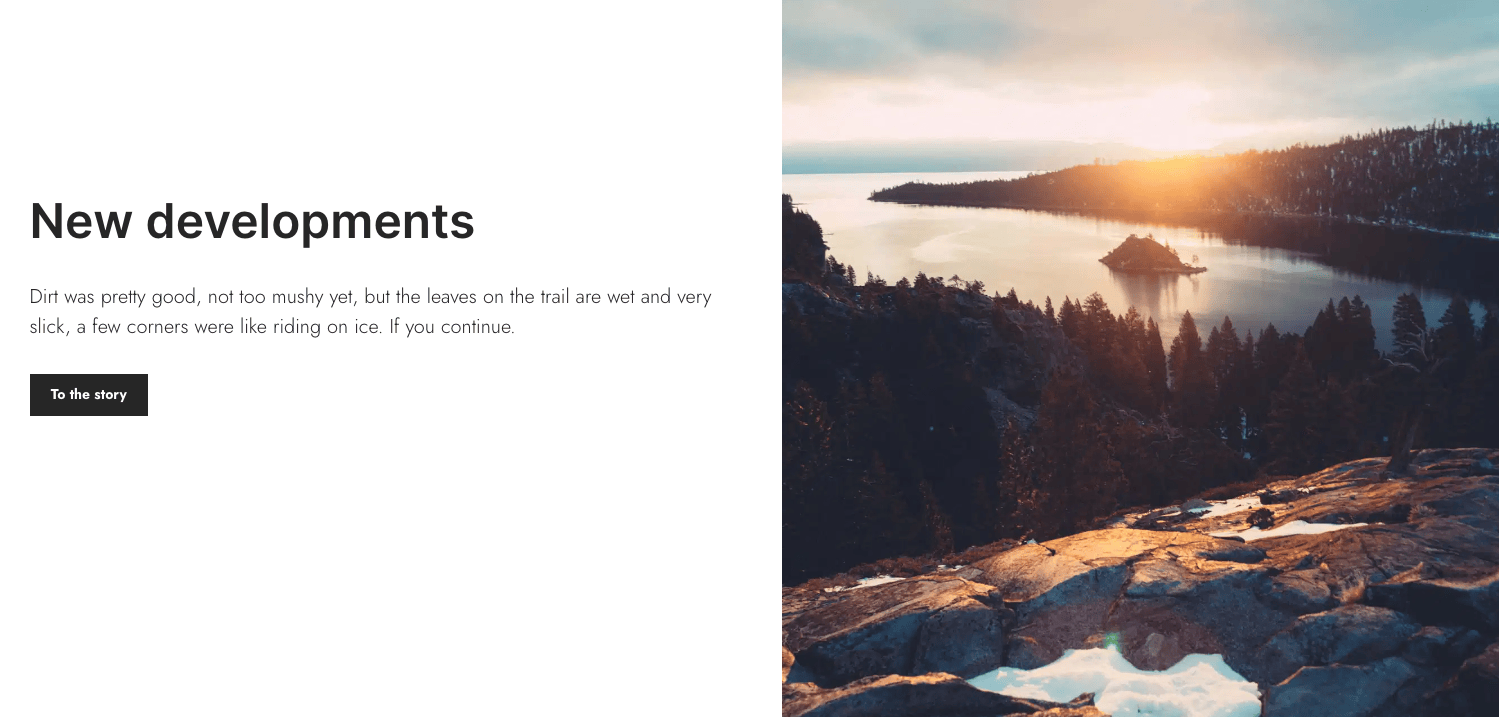 New developments
Dirt was pretty good, not too mushy yet, but the leaves on the trail are wet and very
slick, a few corners were like riding on ice. If you continue.
To the story